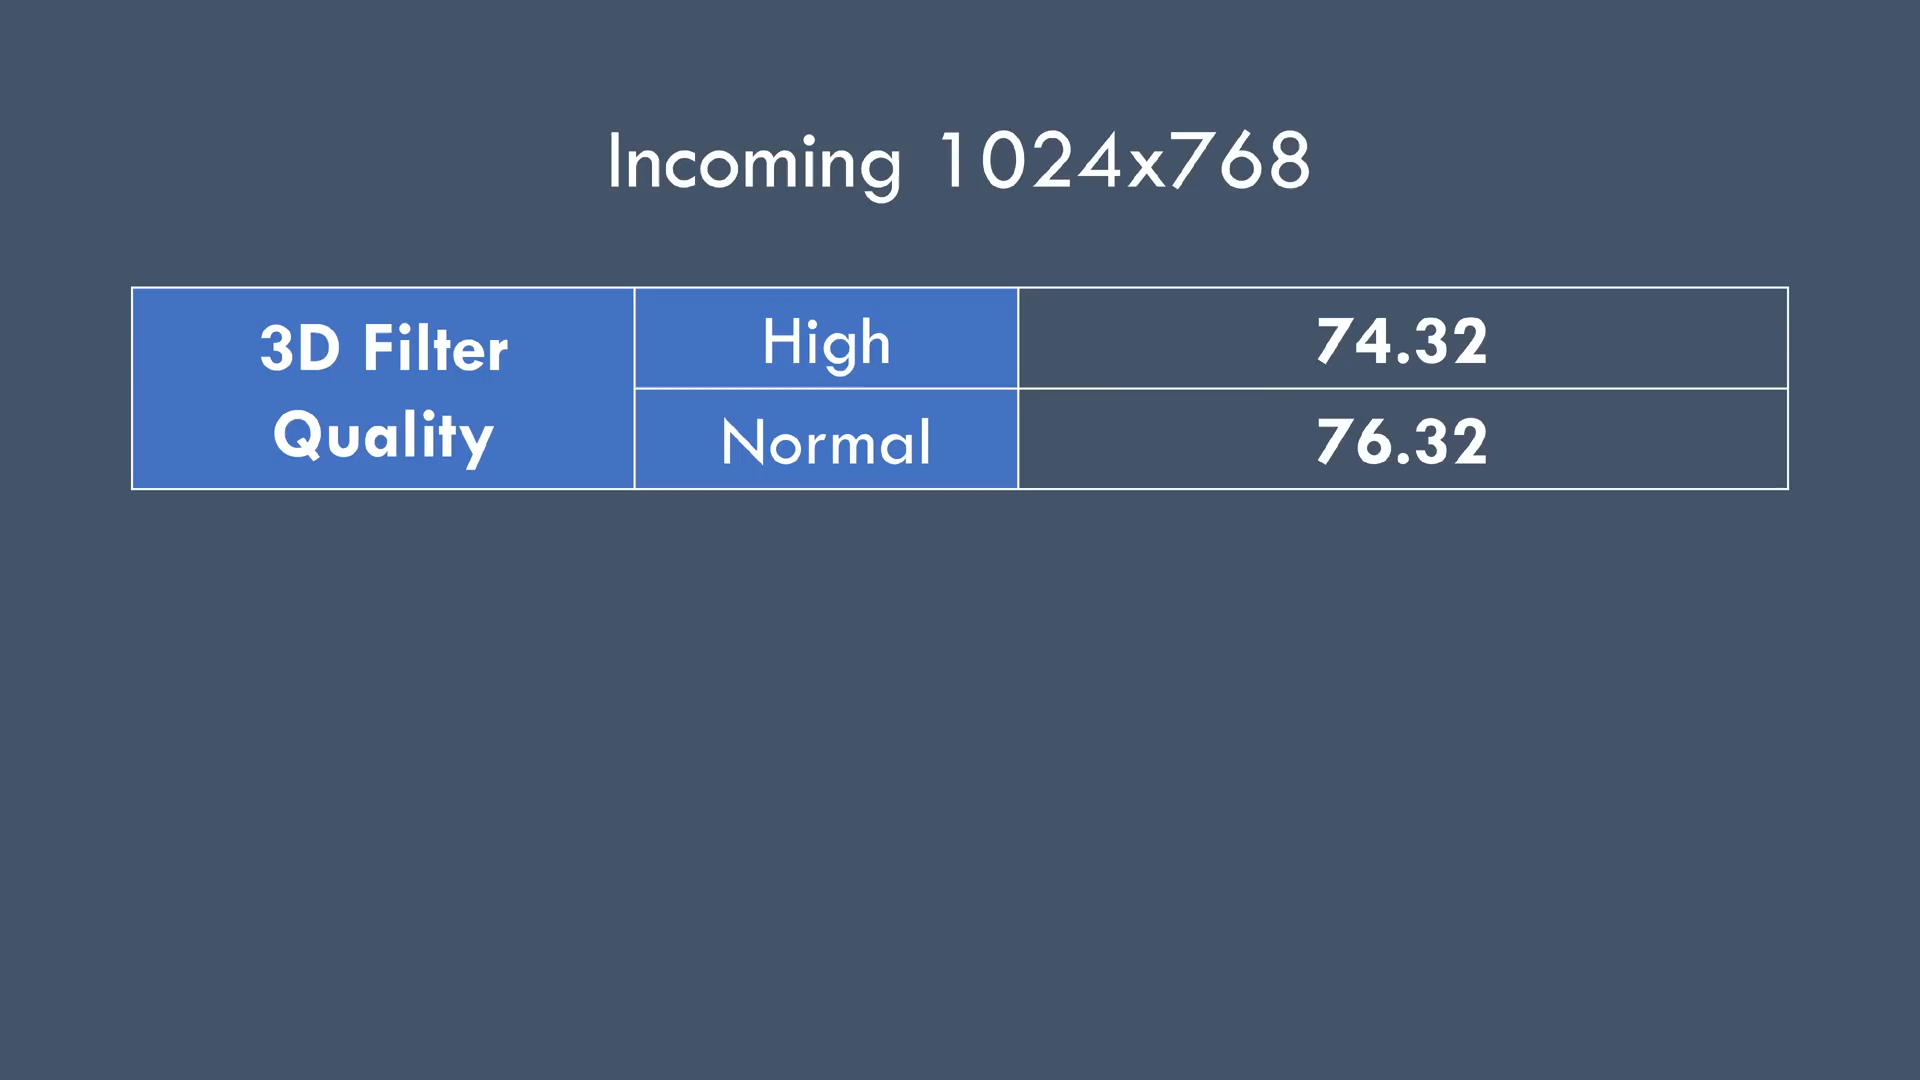 Incoming 1024x768
3D Filter
Quality
High
74.32
Normal
76.32